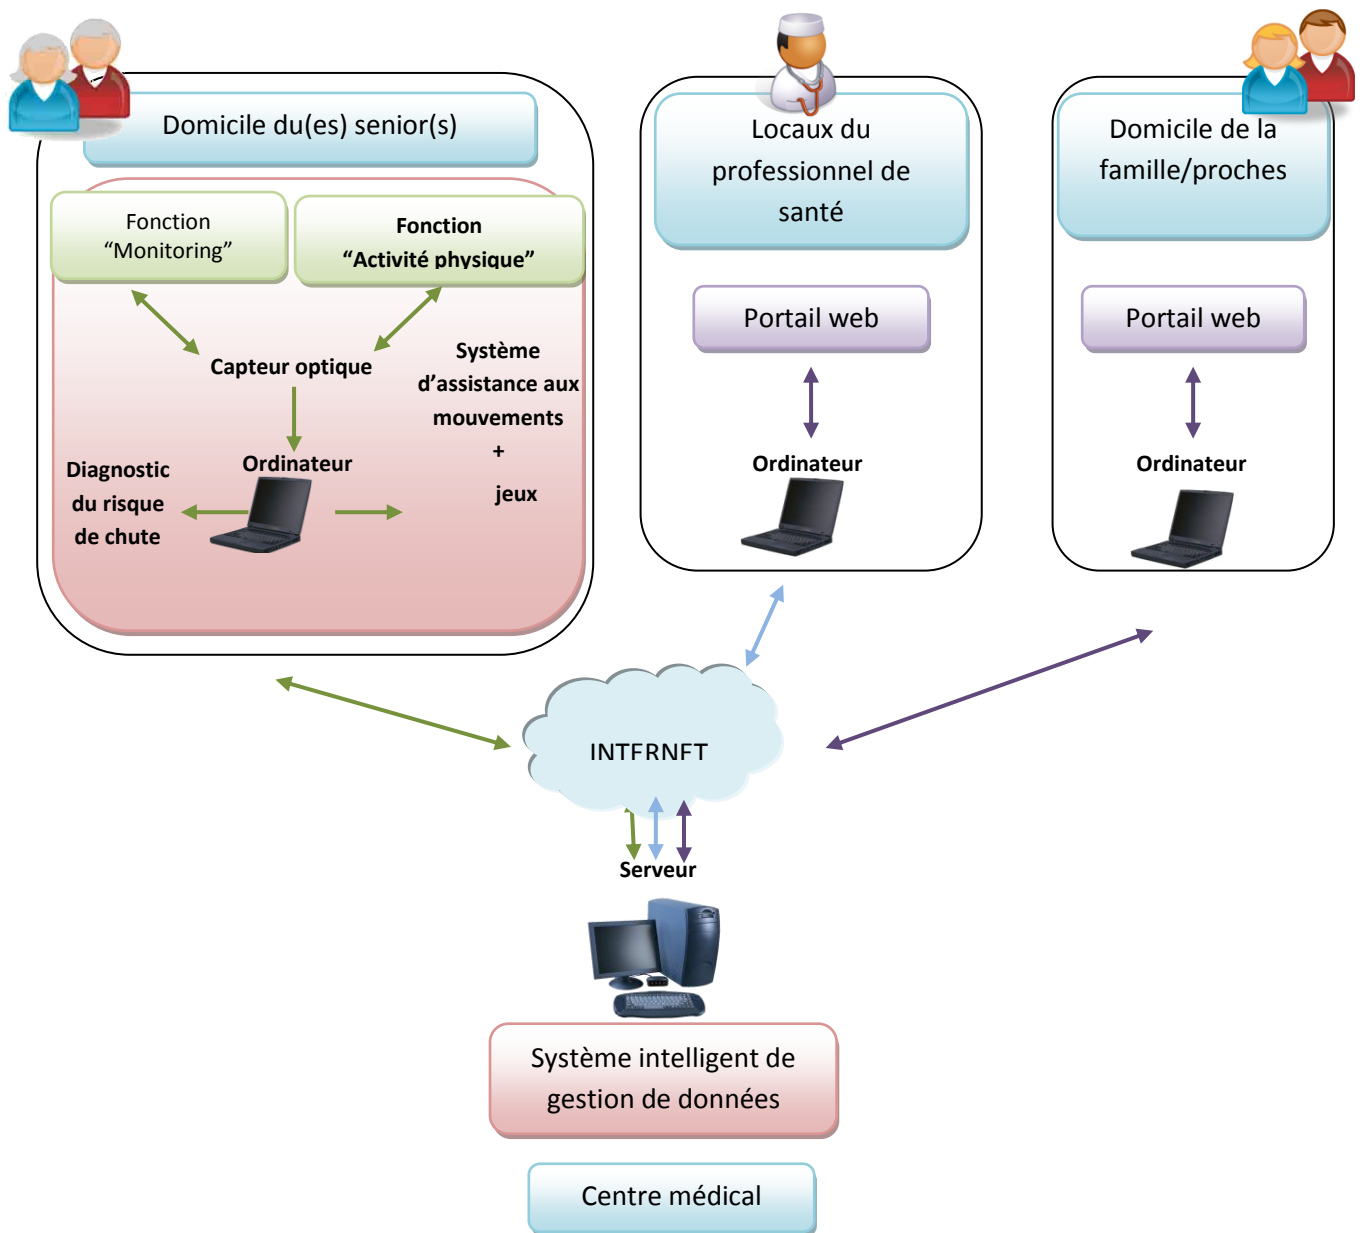 Domicile du(es) senior(s)
Fonction
“Monitoring”
Fonction
“Activité physique”
Capteur optique
Système
d’assistance aux
mouvements
+
jeux
Ordinateur
Diagnostic
du risque
de chute
Locaux du
professionnel de
santé
Portail web
Ordinateur
Domicile de la
famille/proches
Portail web
Ordinateur
INTERNET
Serveur
Système intelligent de
gestion de données
Centre médical